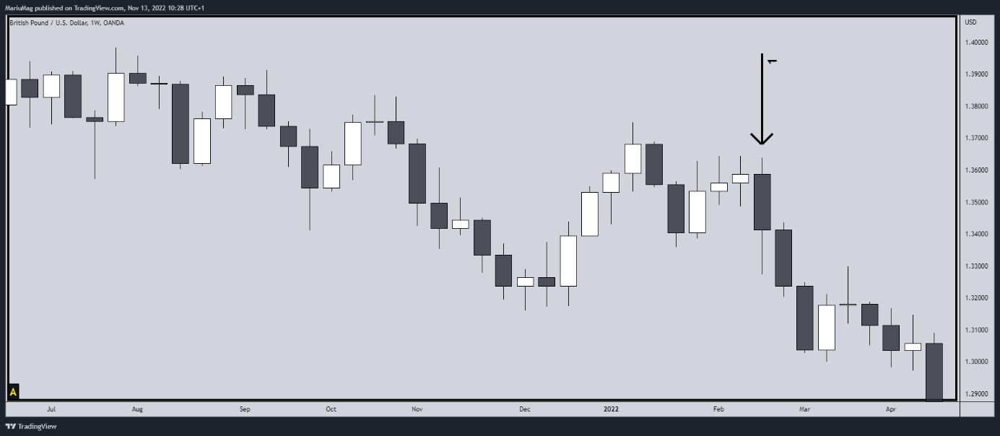 MariuMag published on TradingView.com, Nov 13, 2022 10:28 UTC+1
British Pound / U.S. Dollar, 1W, OANDA
USD
1.40000
1
1.39000
1.38000
1.37000
1.36000
1.35000
1.34000
1.33000
1.32000
1.31000
1.30000
1.29000
A
Jul Aug Sep Oct Nov Dec 2022 Feb Mar Apr
TradingView